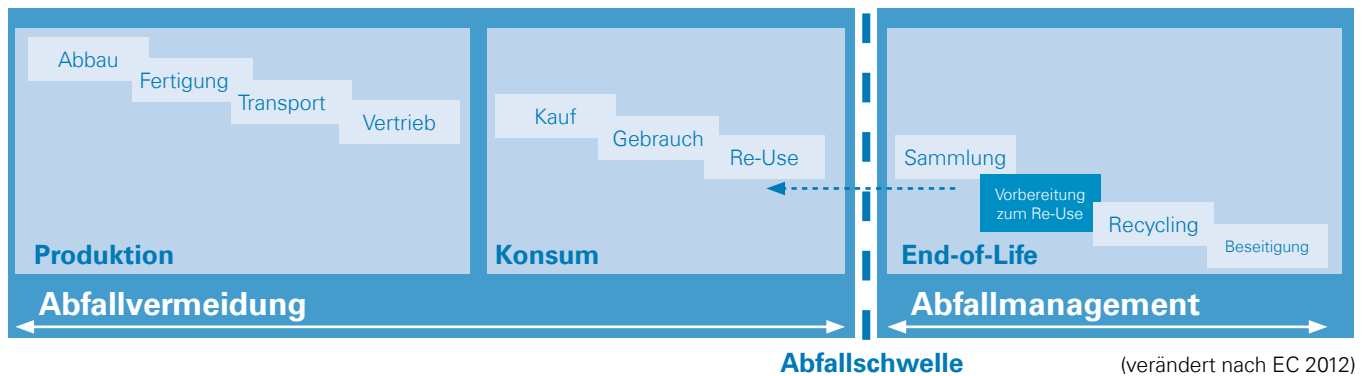 Abbau
Fertigung
Transport
Vertrieb
Produktion
Kauf
Gebrauch
Re-Use
Konsum
Abfallvermeidung
Sammlung
Vorbereitung
zum Re-Use
Recycling
Beseitigung
End-of-Life
Abfallmanagement
Abfallschwelle
(verändert nach EC 2012)